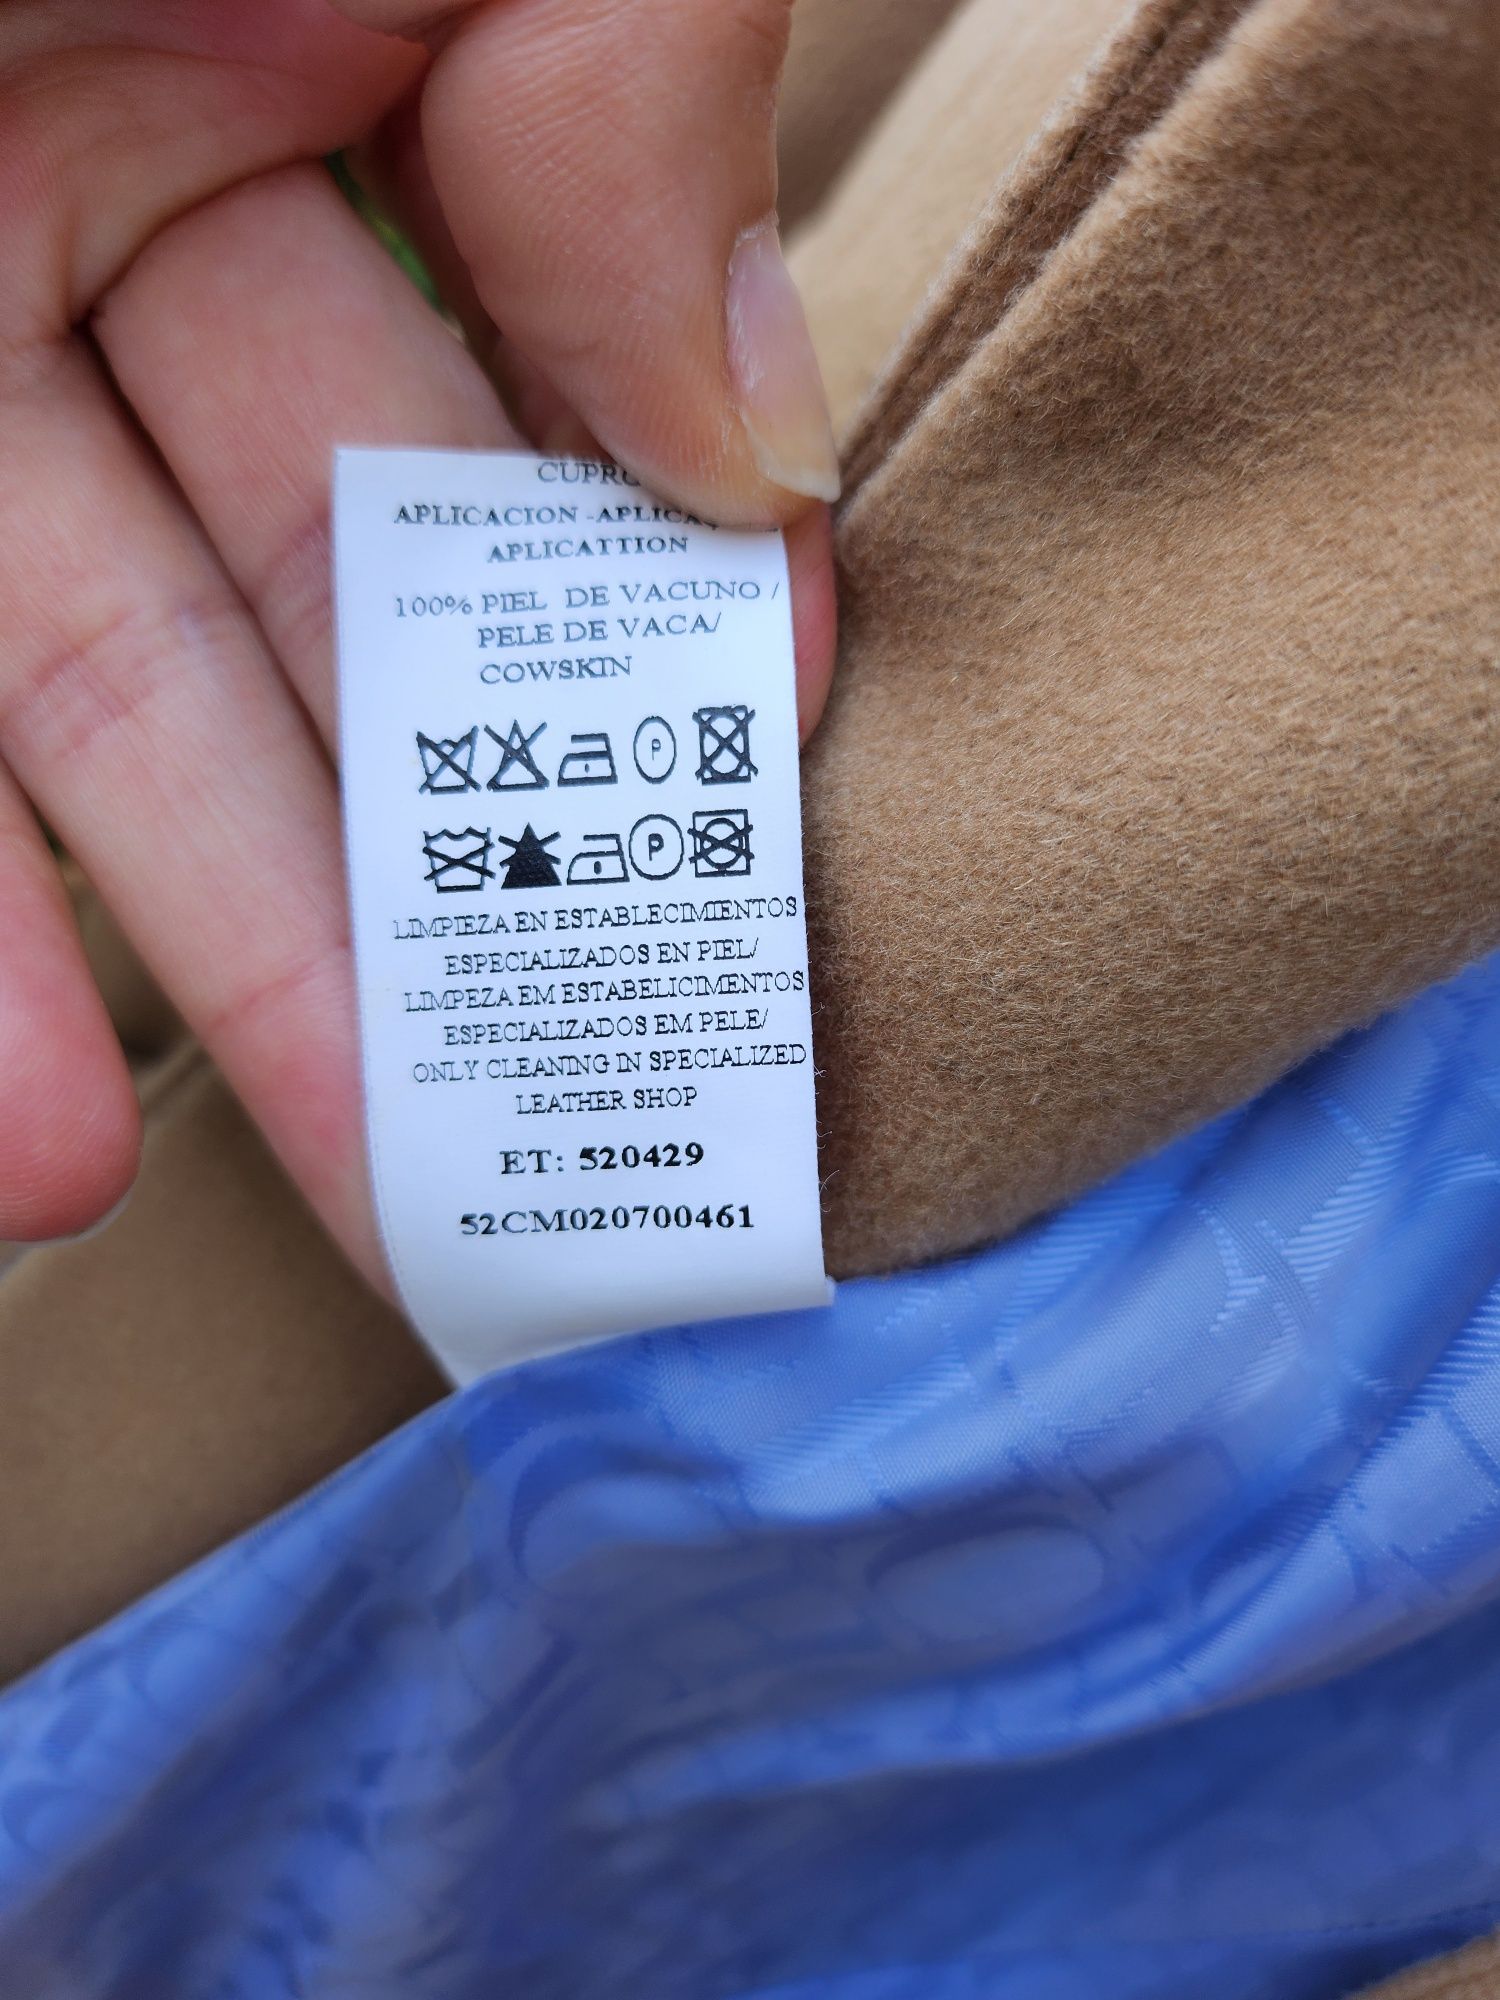 APLICACION -
APLICATTION
100% PIEL DE VACUNO /
PELE DE VACA/
COWSKIN
P
P
LIMPIEZA EN ESTABLECIMIENTOS
ESPECIALIZADOS EN PIEL/
LIMPEZA EM ESTABELICIMENTOS
ESPECIALIZADOS EM PELE/
ONLY CLEANING IN SPECIALIZED
LEATHER SHOP
ET: 520429
52CM020700461